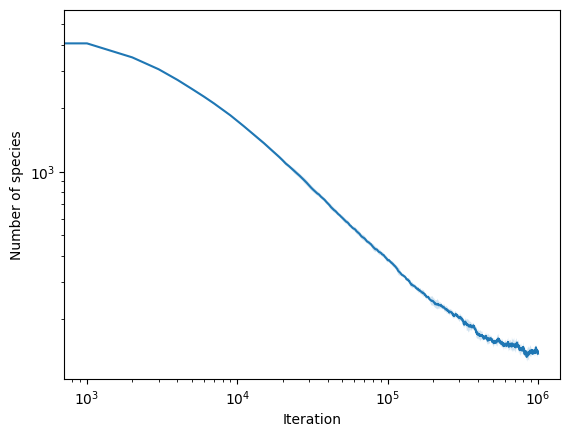 Number of species
10³
10³
10⁴
10⁵
10⁶
Iteration